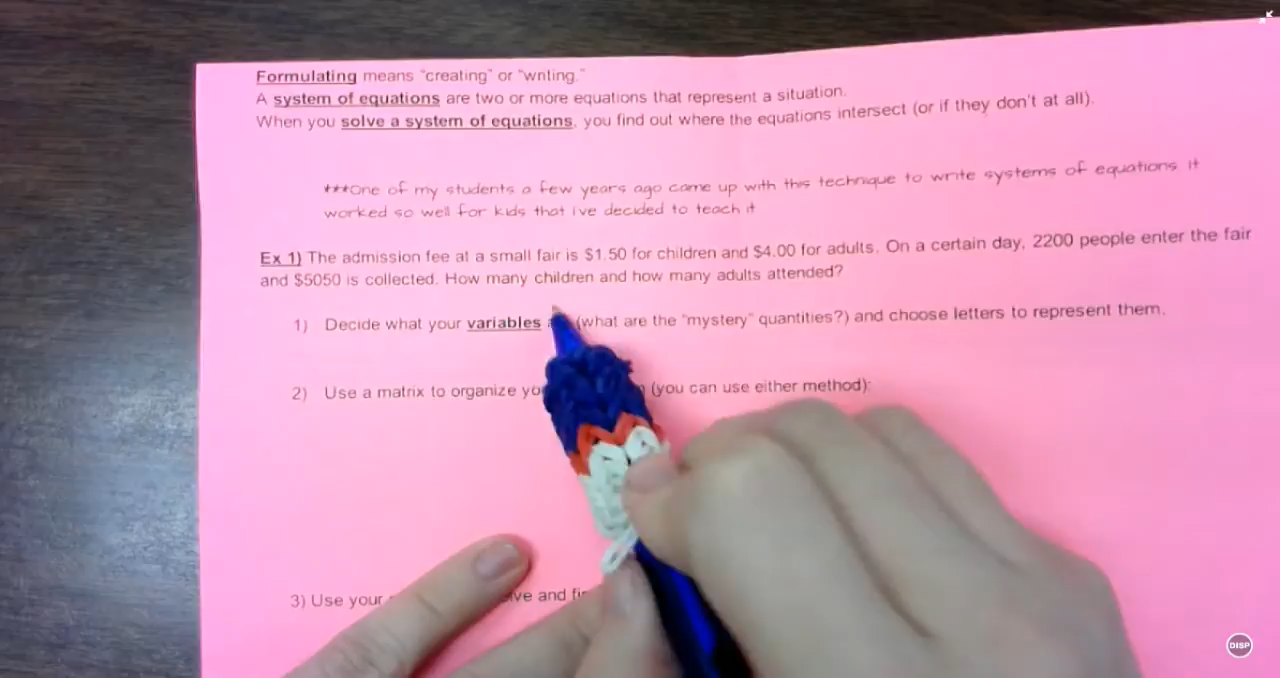 Formulating means "creating" or "writing."
A system of equations are two or more equations that represent a situation.
When you solve a system of equations, you find out where the equations intersect (or if they don't at all).
***One of my students a few years ago came up with this technique to write systems of equations it
worked so well for kids that ive decided to teach it
Ex 1) The admission fee at a small fair is $1.50 for children and $4.00 for adults. On a certain day, 2200 people enter the fair
and $5050 is collected. How many children and how many adults attended?
1) Decide what your variables (what are the "mystery" quantities?) and choose letters to represent them.
2) Use a matrix to organize (you can use either method):
3) Use your and
DISP